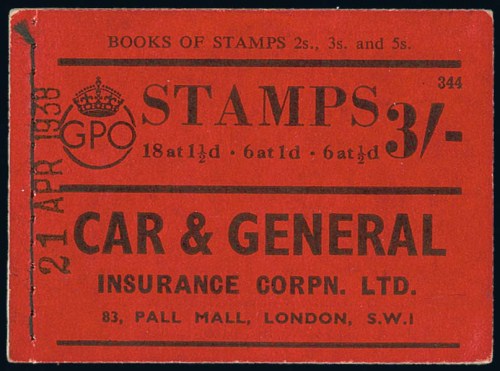 BOOKS OF STAMPS 2s., 3s. and 5s.
344
GPO
STAMPS 3/-
18 at 1½d · 6 at 1d · 6 at ½d
21 APR 1938
CAR & GENERAL
INSURANCE CORPN. LTD.
83, PALL MALL, LONDON, S.W.1